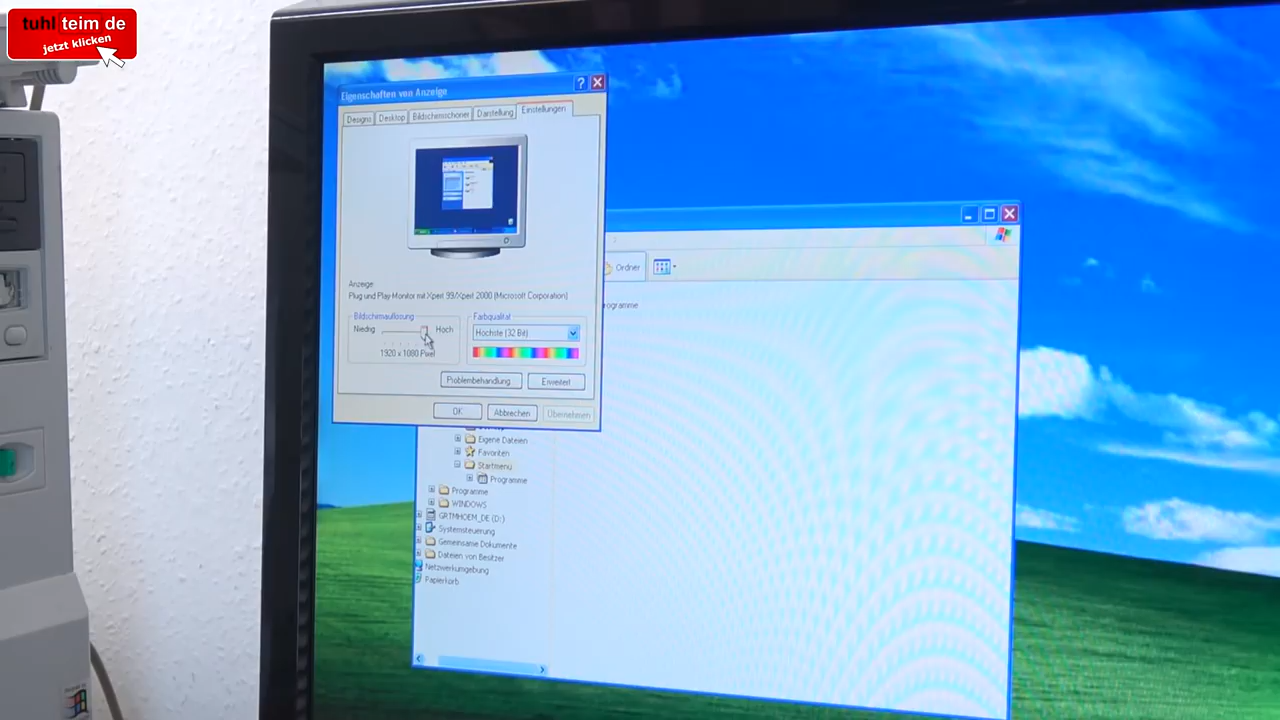 tuhl teim de
jetzt klicken
Eigenschaften von Anzeige
Designs Desktop Bildschirmschoner Darstellung Einstellungen
Anzeige:
Plug und Play-Monitor mit Xpert 99/Xpert 2000 (Microsoft Corporation)
Bildschirmauflösung
Niedrig Hoch
1920 x 1080 Pixel
Farbqualität
Höchste (32 Bit)
Problembehandlung Erweitert
OK Abbrechen Übernehmen
Ordner
rogramme
Eigene Dateien
Favoriten
Startmenü
Programme
Programme
WINDOWS
GRTMHOEM_DE (D:)
Systemsteuerung
Gemeinsame Dokumente
Dateien von Besitzer
Netzwerkumgebung
Papierkorb